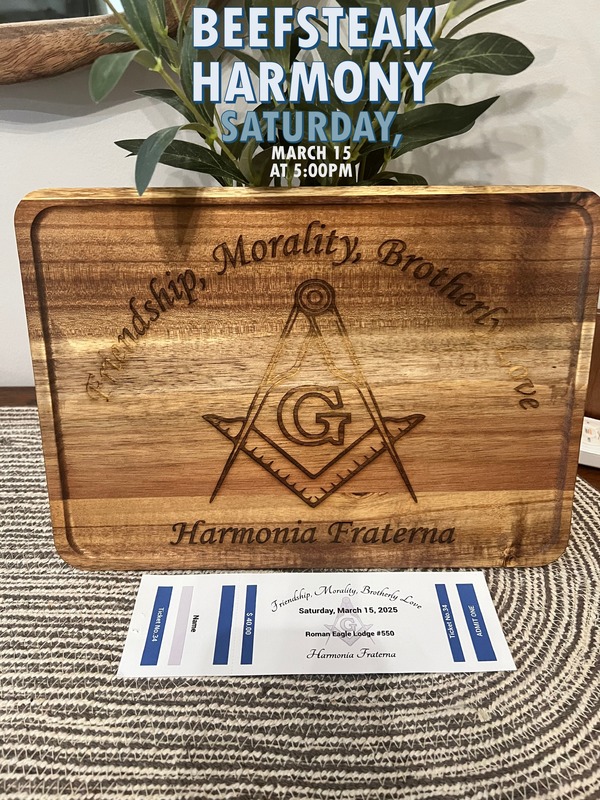 BEEFSTEAK
HARMONY
SATURDAY,
MARCH 15
AT 5:00PM
Friendship, Morality, Brotherly Love
G
Harmonia Fraterna
Ticket No.34
Name
$ 40.00
Friendship, Morality, Brotherly Love
Saturday, March 15, 2025
Roman Eagle Lodge #550
Harmonia Fraterna
Ticket No.34
ADMIT ONE